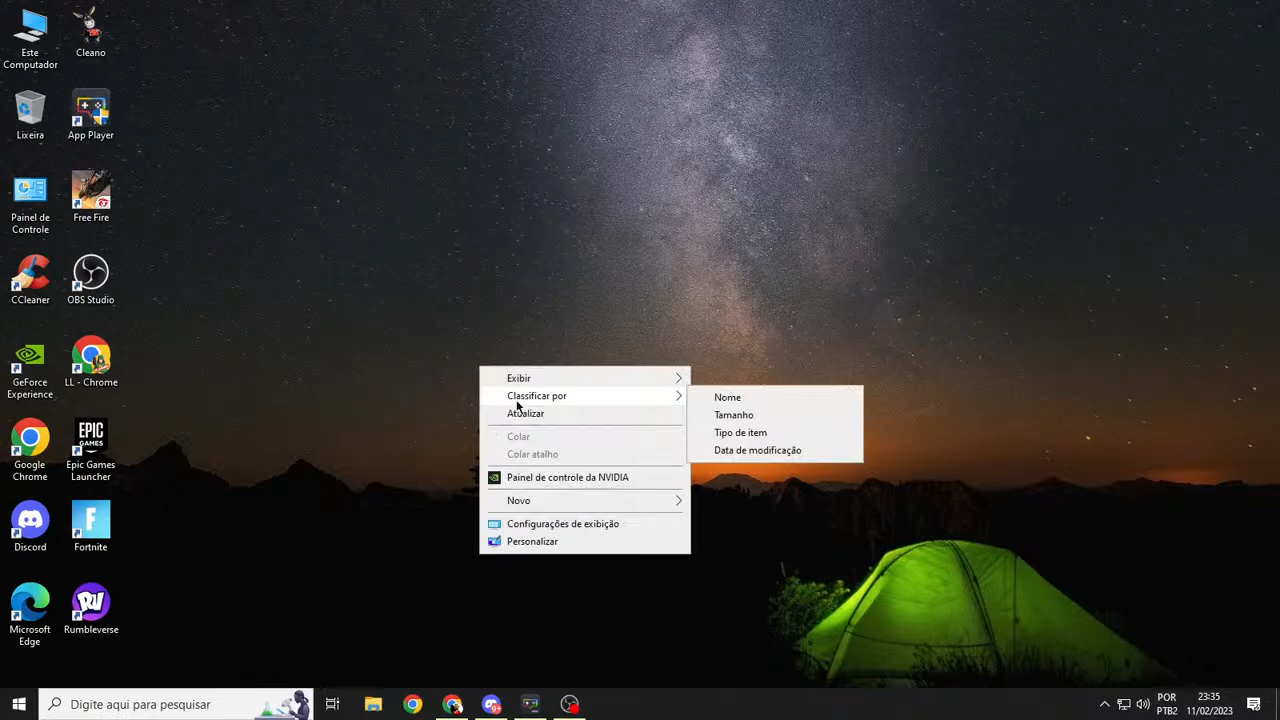 Este
Computador
Cleano
Lixeira
App Player
Painel de
Controle
Free Fire
CCleaner
OBS Studio
GeForce
Experience
LL - Chrome
Google
Chrome
EPIC
GAMES
Epic Games
Launcher
Discord
Fortnite
Microsoft
Edge
Rumbleverse
Exibir
Classificar por
Atualizar
Colar
Colar atalho
Painel de controle da NVIDIA
Novo
Configurações de exibição
Personalizar
Nome
Tamanho
Tipo de item
Data de modificação
Digite aqui para pesquisar
POR
PTB2
23:35
11/02/2023